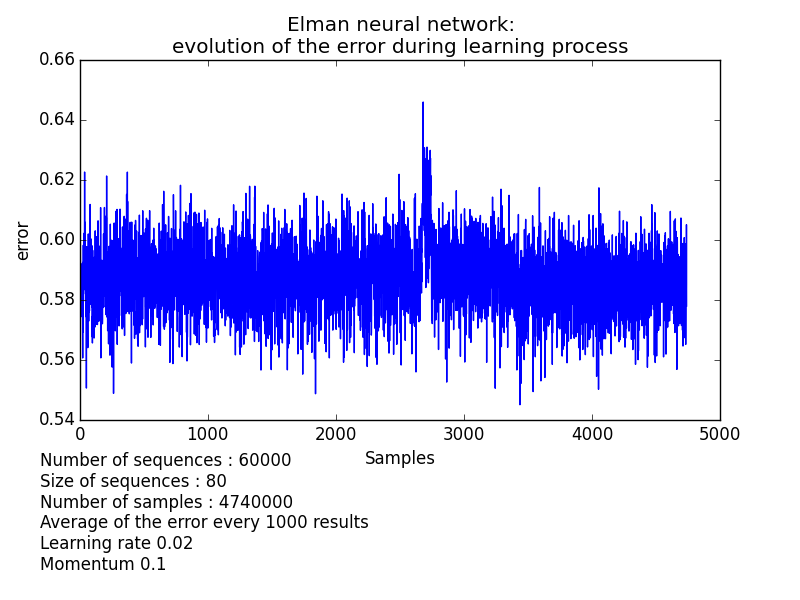 Elman neural network:
evolution of the error during learning process
0.66
0.64
0.62
0.60
0.58
0.56
0.54
error
0 1000 2000 3000 4000 5000
Samples
Number of sequences : 60000
Size of sequences : 80
Number of samples : 4740000
Average of the error every 1000 results
Learning rate 0.02
Momentum 0.1